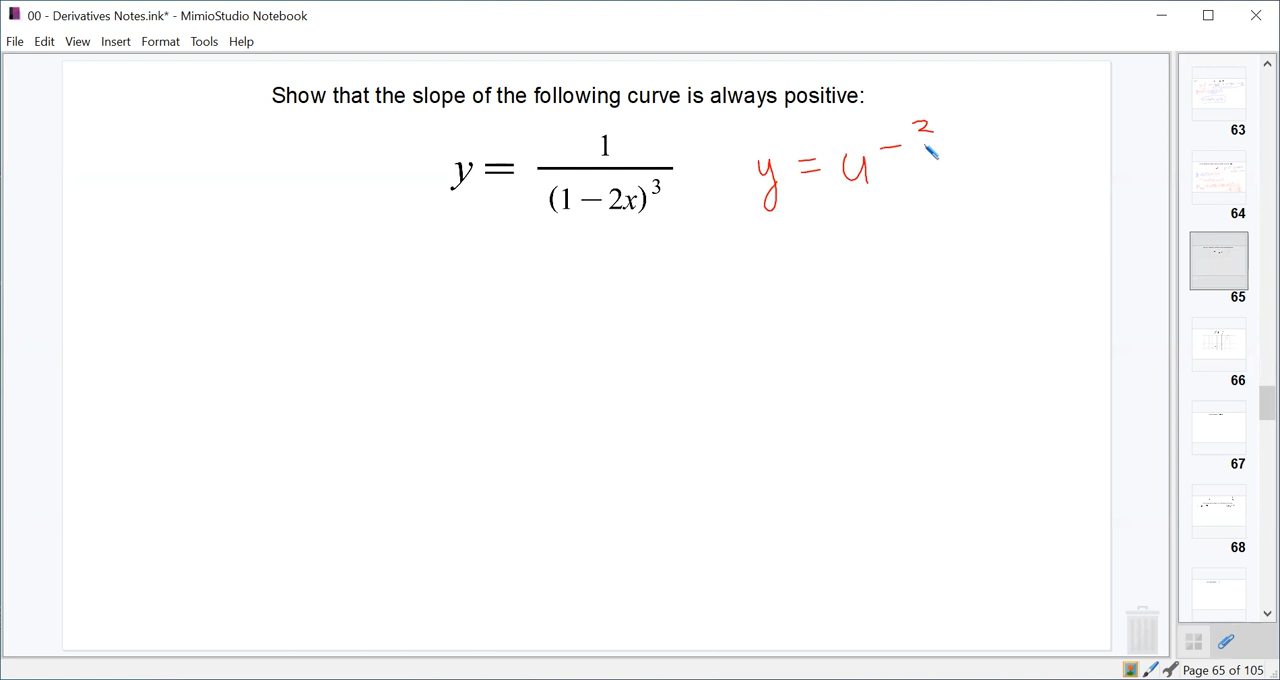 00 - Derivatives Notes.ink* - MimioStudio Notebook
File Edit View Insert Format Tools Help
Show that the slope of the following curve is always positive:
y = 1 / (1 − 2x)³
y = u⁻²
63
64
65
66
67
68
Page 65 of 105